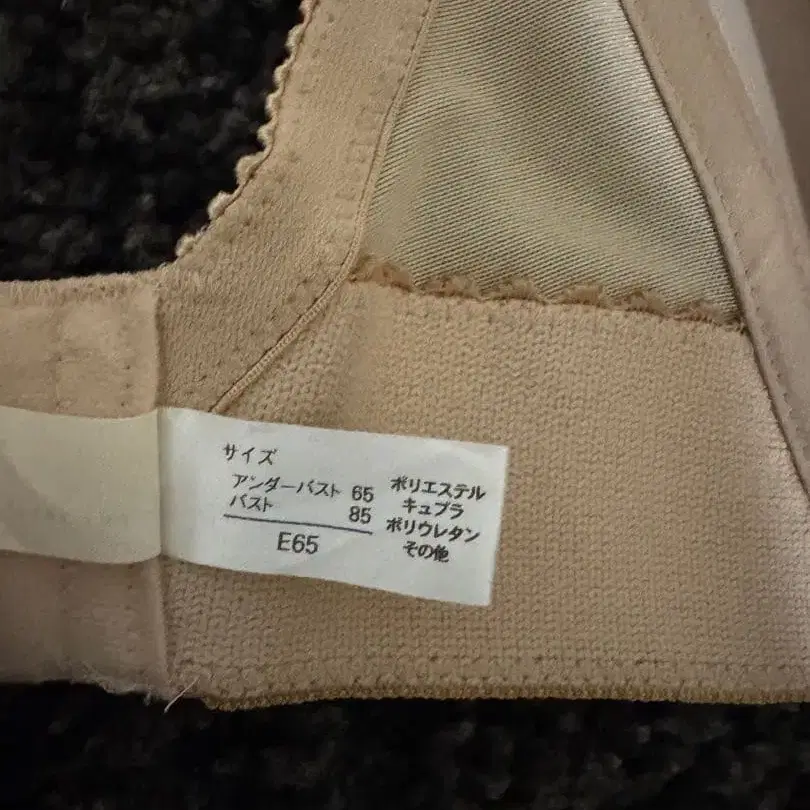 サイズ
アンダーバスト 65
バスト 85
E65
ポリエステル
キュプラ
ポリウレタン
その他